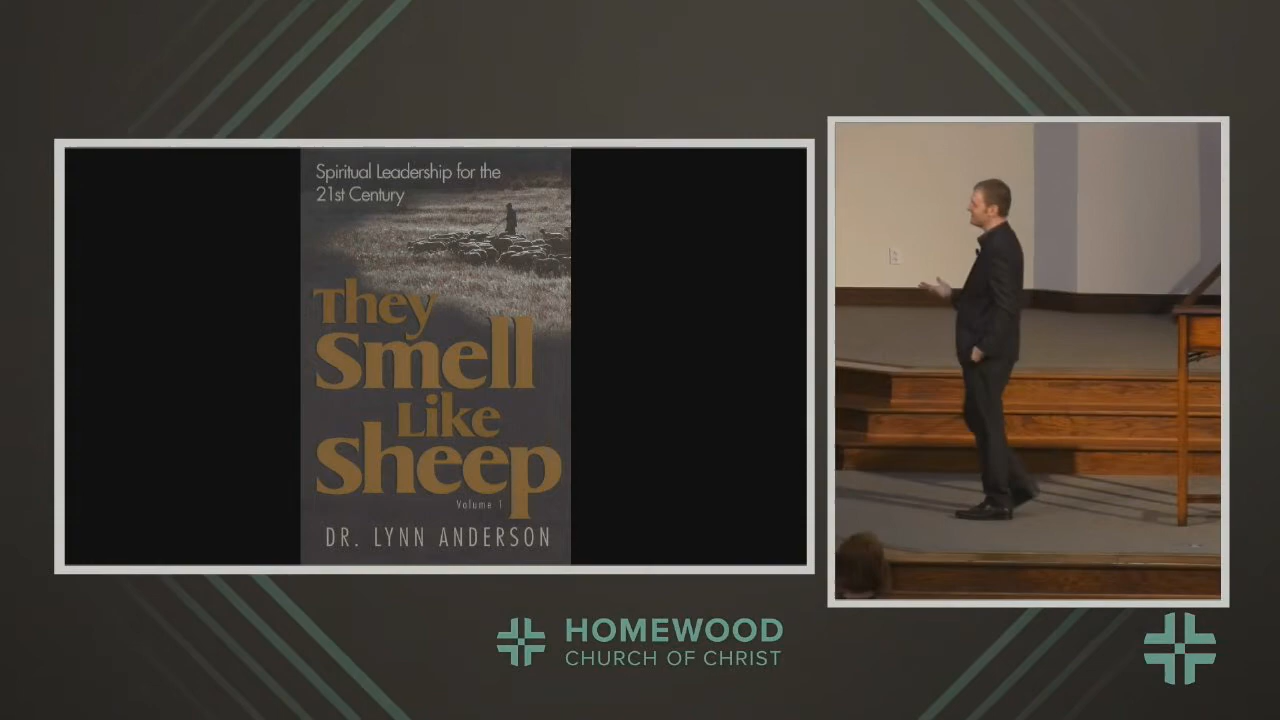 Spiritual Leadership for the
21st Century
They
Smell
Like
Sheep
Volume 1
DR. LYNN ANDERSON
HOMEWOOD
CHURCH OF CHRIST